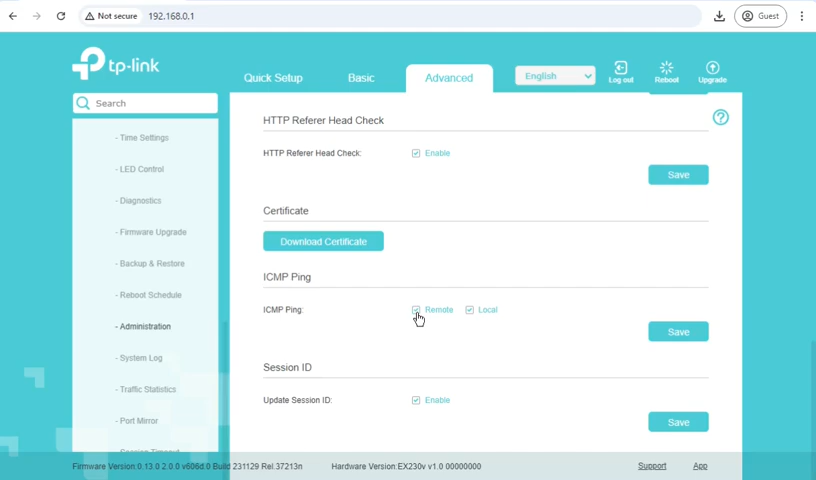 Not secure 192.168.0.1 Guest
tp-link
Quick Setup Basic Advanced English Log out Reboot Upgrade
Search
- Time Settings
- LED Control
- Diagnostics
- Firmware Upgrade
- Backup & Restore
- Reboot Schedule
- Administration
- System Log
- Traffic Statistics
- Port Mirror
- Session Timeout
HTTP Referer Head Check
HTTP Referer Head Check: Enable
Save
Certificate
Download Certificate
ICMP Ping
ICMP Ping: Remote Local
Save
Session ID
Update Session ID: Enable
Save
Firmware Version:0.13.0 2.0.0 v606d.0 Build 231129 Rel.37213n Hardware Version:EX230v v1.0 00000000 Support App